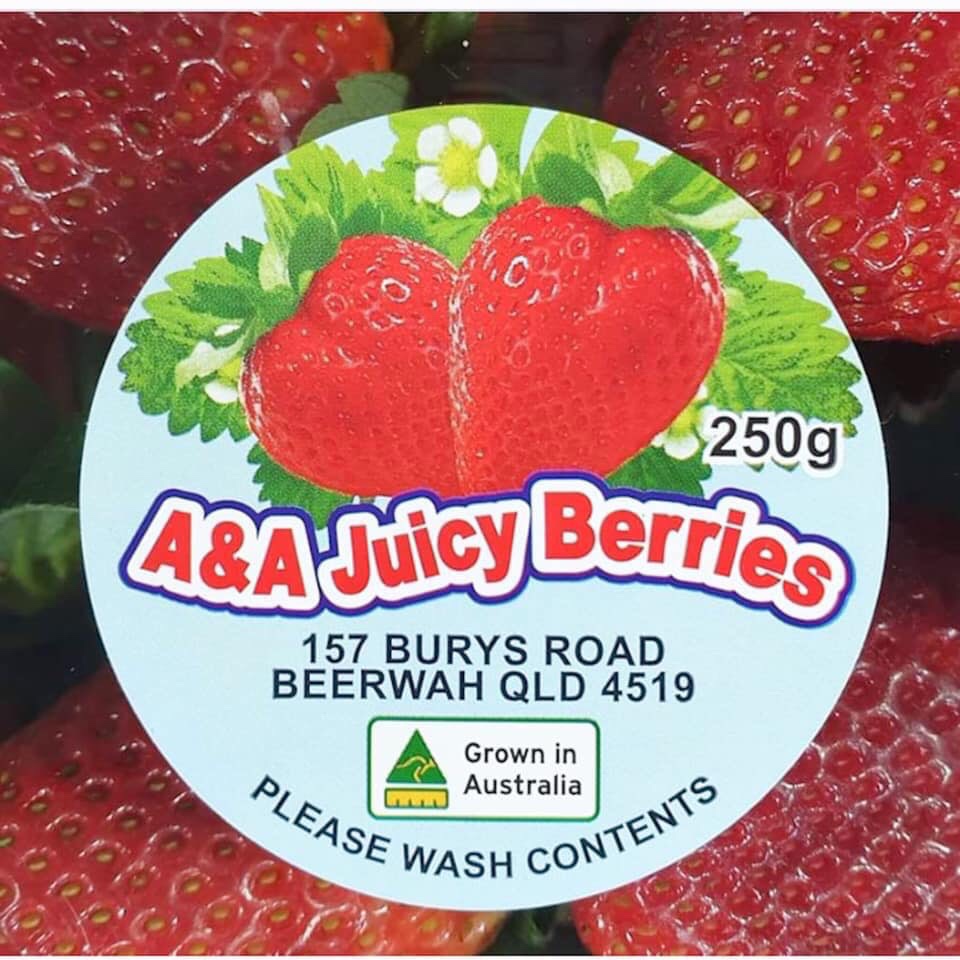 250g
A&A Juicy Berries
157 BURYS ROAD
BEERWAH QLD 4519
Grown in
Australia
PLEASE WASH CONTENTS